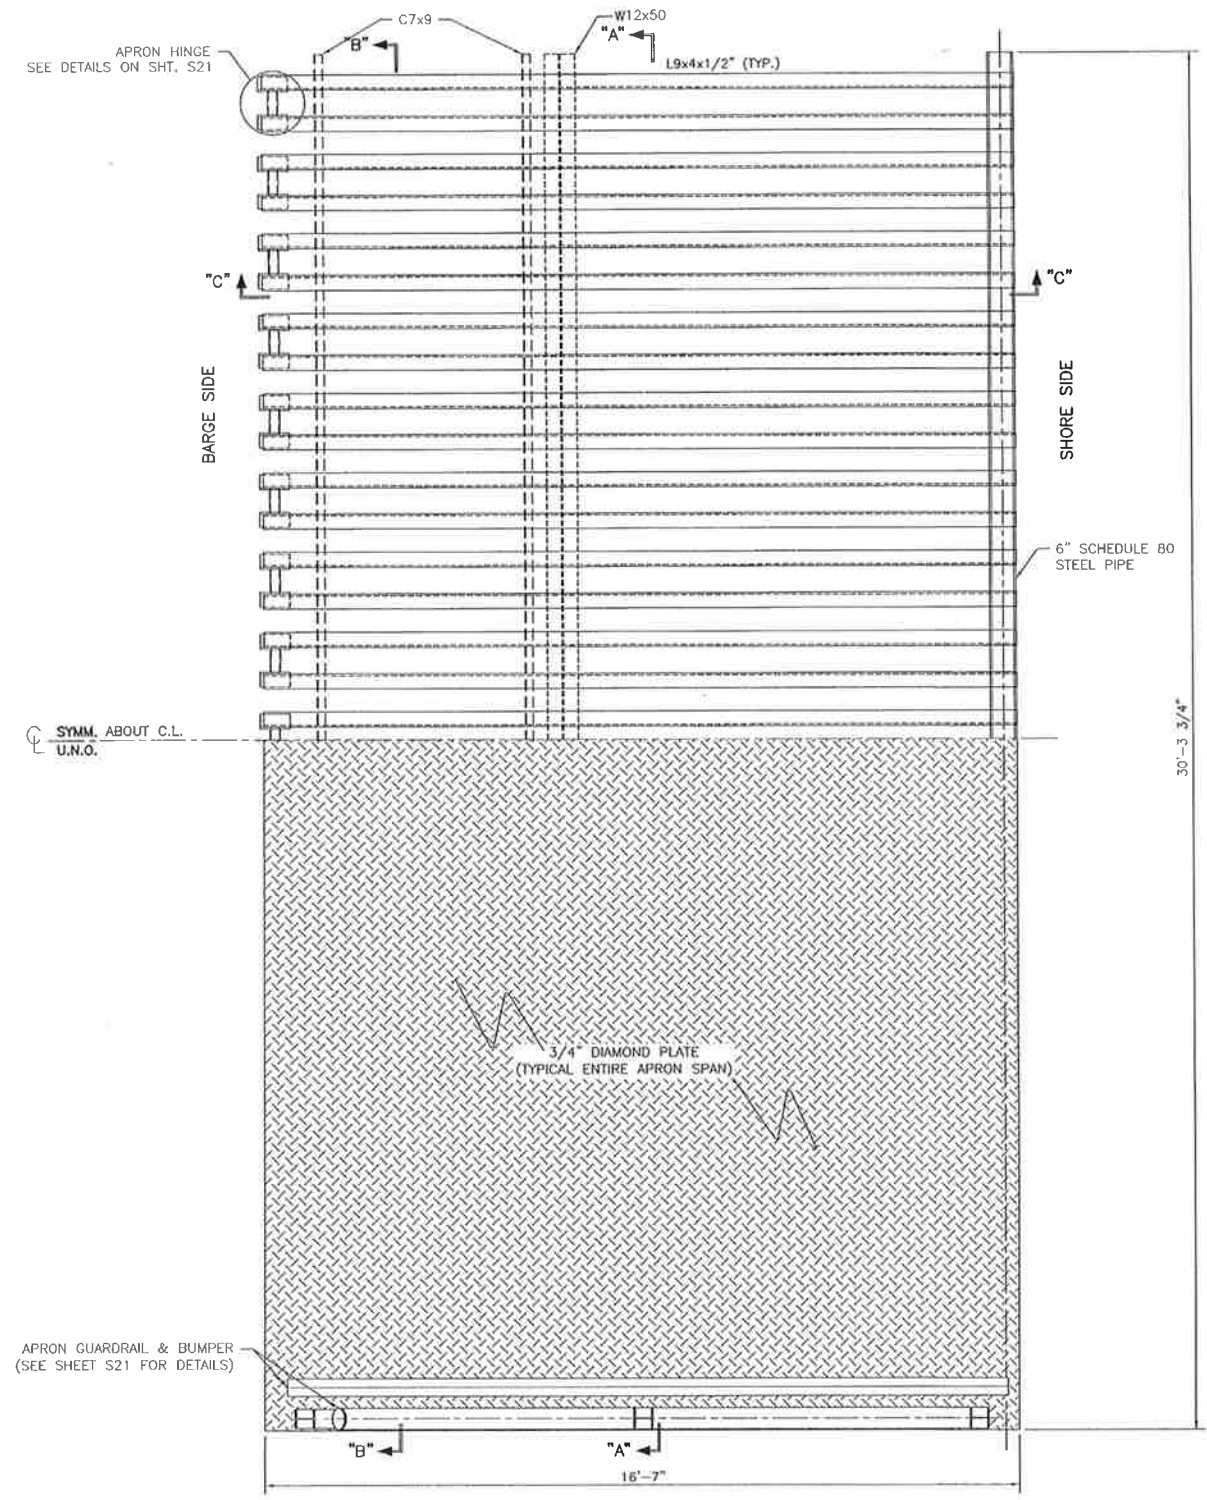 C7x9
W12x50
"B"
"A"
APRON HINGE
SEE DETAILS ON SHT, S21
L9x4x1/2" (TYP.)
"C"
"C"
BARGE SIDE
SHORE SIDE
6" SCHEDULE 80
STEEL PIPE
30'-3 3/4"
℄ SYMM. ABOUT C.L.
U.N.O.
3/4" DIAMOND PLATE
(TYPICAL ENTIRE APRON SPAN)
APRON GUARDRAIL & BUMPER
(SEE SHEET S21 FOR DETAILS)
"B"
"A"
16'-7"